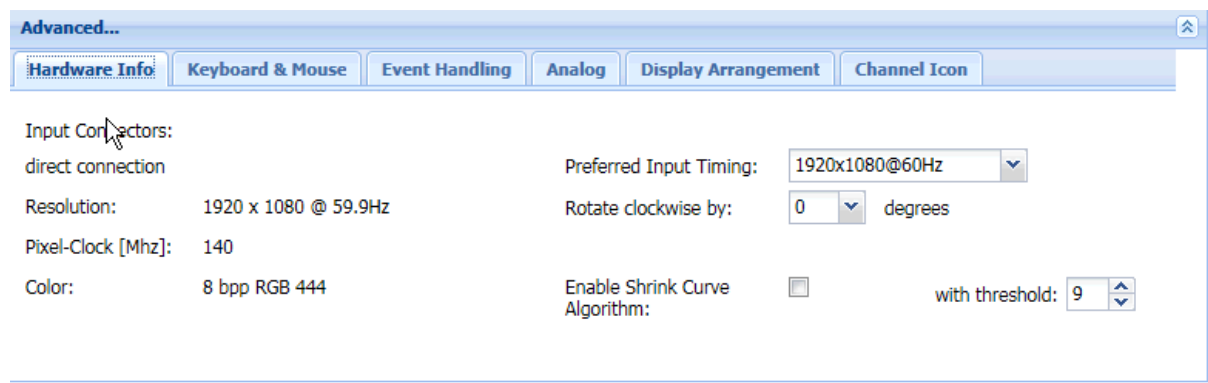 Advanced...
Hardware Info Keyboard & Mouse Event Handling Analog Display Arrangement Channel Icon
Input Connectors:
direct connection Preferred Input Timing: 1920x1080@60Hz
Resolution: 1920 x 1080 @ 59.9Hz Rotate clockwise by: 0 degrees
Pixel-Clock [Mhz]: 140
Color: 8 bpp RGB 444 Enable Shrink Curve Algorithm: with threshold: 9